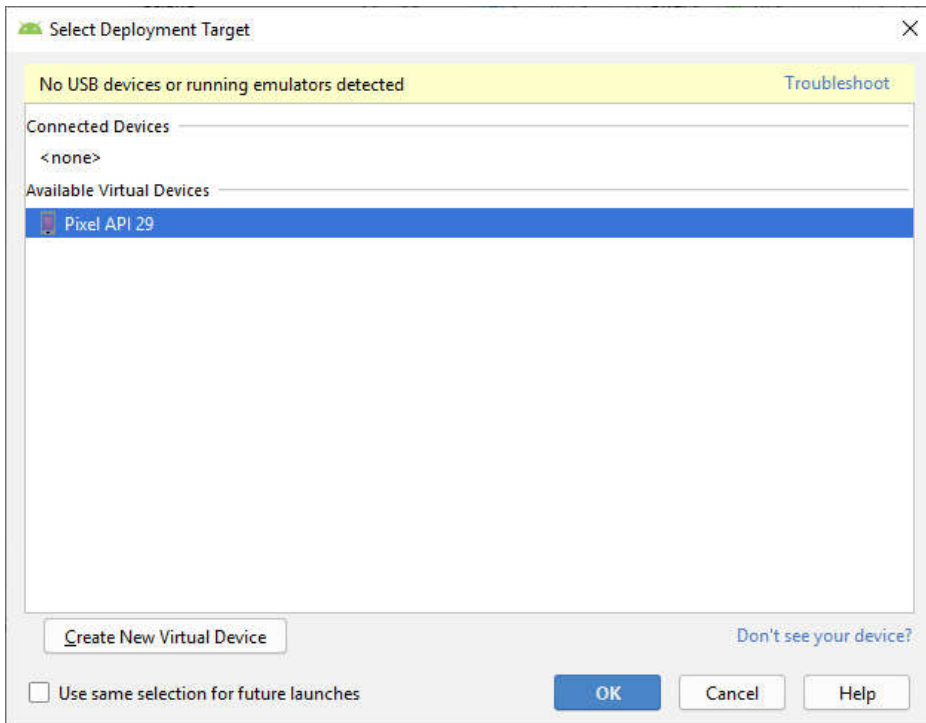 Select Deployment Target
No USB devices or running emulators detected Troubleshoot
Connected Devices
<none>
Available Virtual Devices
Pixel API 29
Create New Virtual Device Don't see your device?
Use same selection for future launches OK Cancel Help